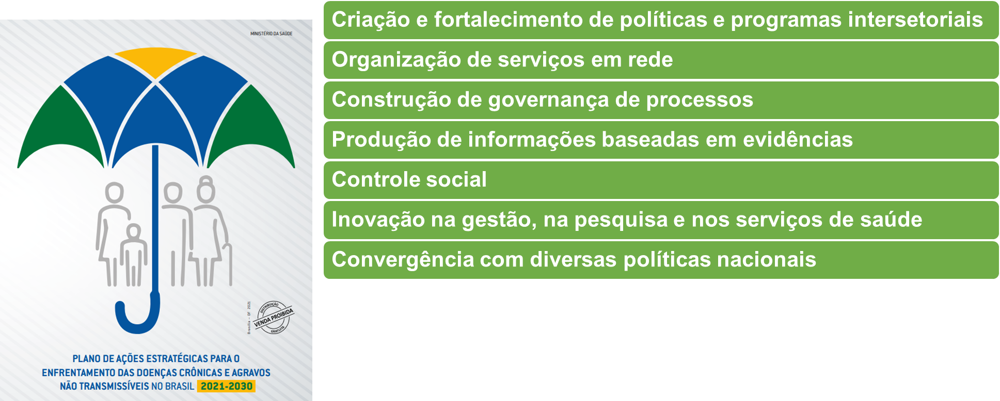 MINISTÉRIO DA SAÚDE
Brasília – DF 2021
DISTRIBUIÇÃO
VENDA PROIBIDA
GRATUITA
PLANO DE AÇÕES ESTRATÉGICAS PARA O
ENFRENTAMENTO DAS DOENÇAS CRÔNICAS E AGRAVOS
NÃO TRANSMISSÍVEIS NO BRASIL 2021-2030
Criação e fortalecimento de políticas e programas intersetoriais
Organização de serviços em rede
Construção de governança de processos
Produção de informações baseadas em evidências
Controle social
Inovação na gestão, na pesquisa e nos serviços de saúde
Convergência com diversas políticas nacionais